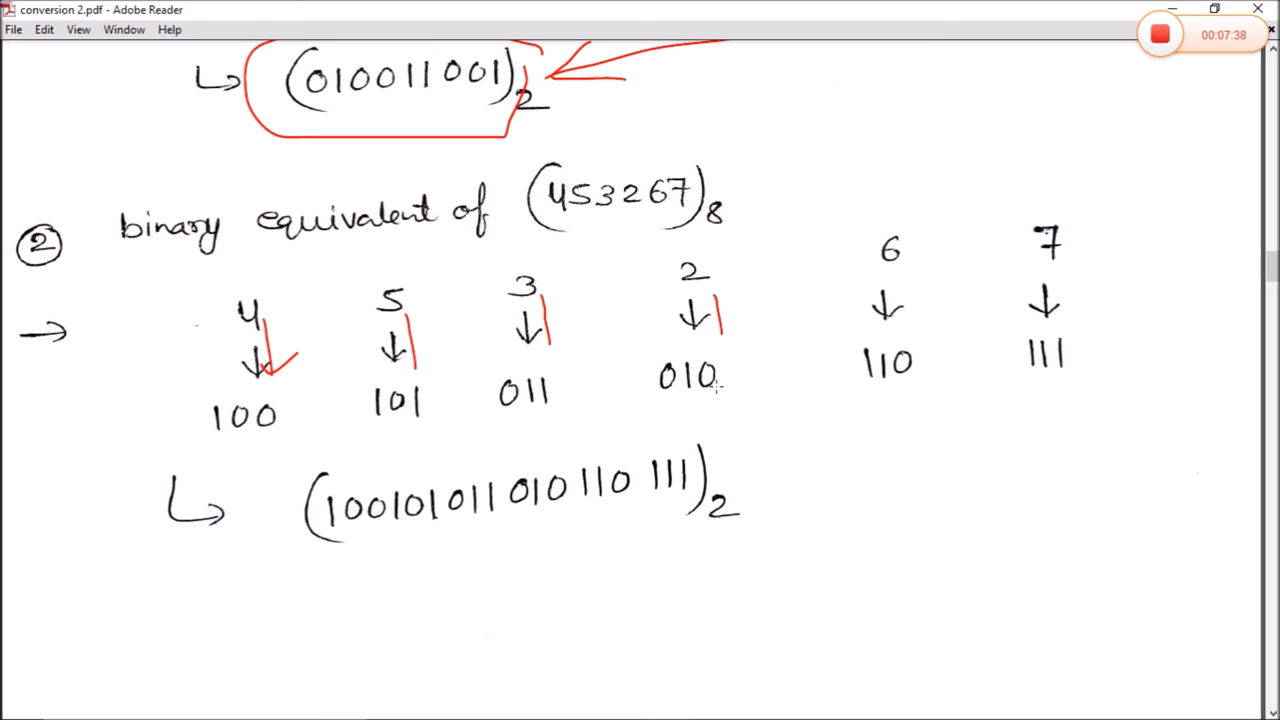 conversion 2.pdf - Adobe Reader
File Edit View Window Help
00:07:38
↳ (010011001)2
② binary equivalent of (453267)8
→ 4 5 3 2 6 7
↓ ↓ ↓ ↓ ↓ ↓
100 101 011 010 110 111
↳ (100101011010110111)2